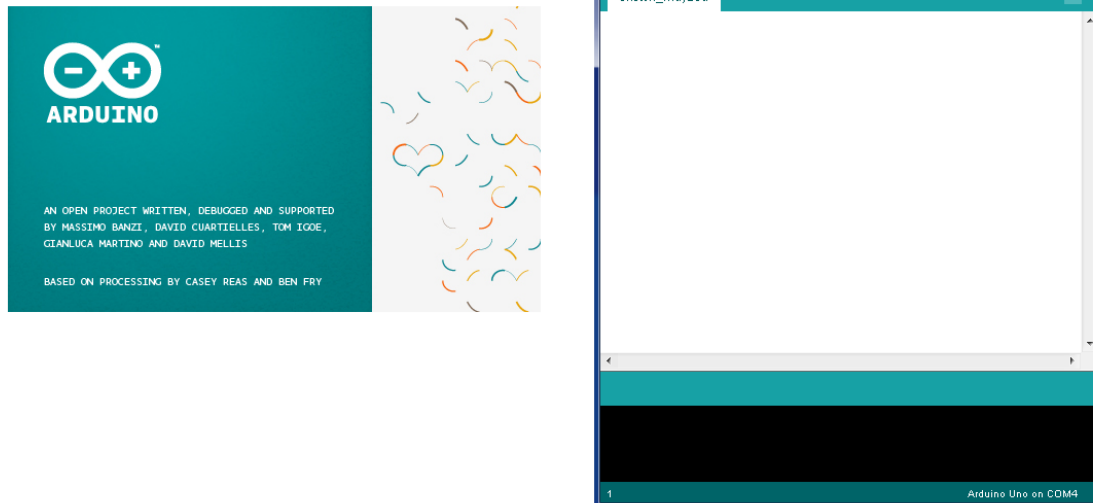 ARDUINO
AN OPEN PROJECT WRITTEN, DEBUGGED AND SUPPORTED
BY MASSIMO BANZI, DAVID CUARTIELLES, TOM IGOE,
GIANLUCA MARTINO AND DAVID MELLIS
BASED ON PROCESSING BY CASEY REAS AND BEN FRY
1
Arduino Uno on COM4